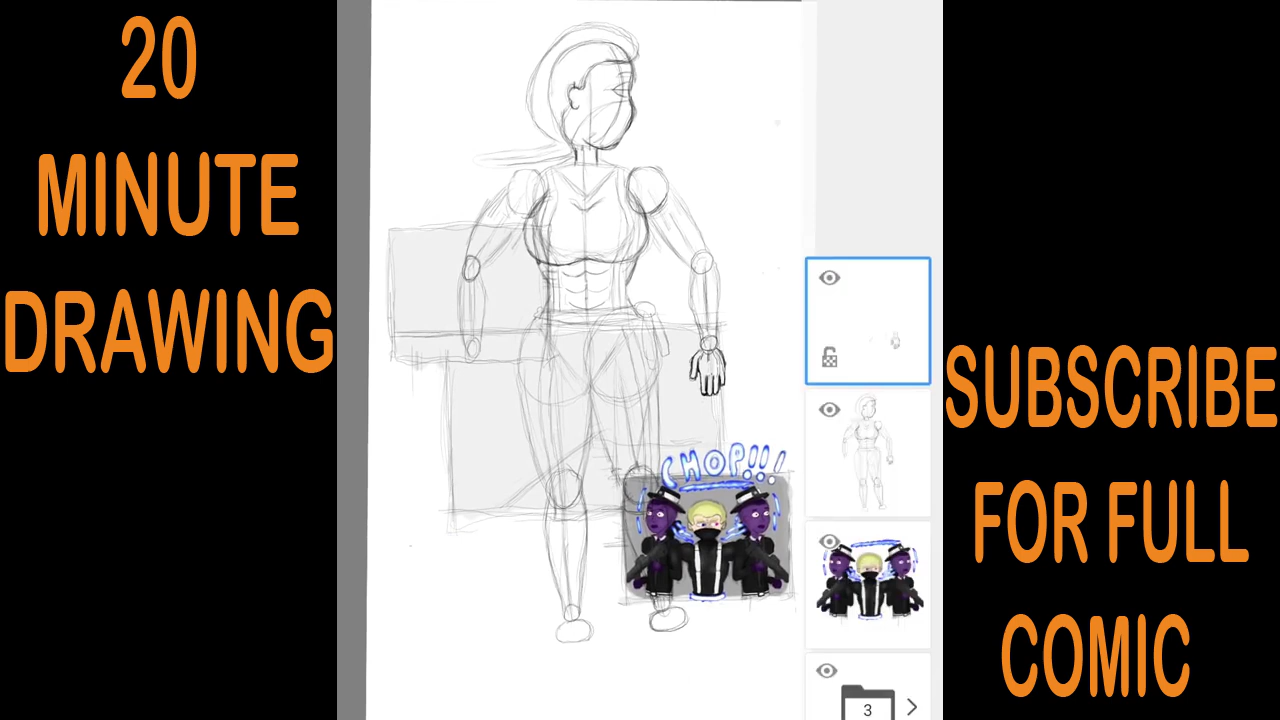 20
MINUTE
DRAWING
CHOP!!!
3
SUBSCRIBE
FOR FULL
COMIC